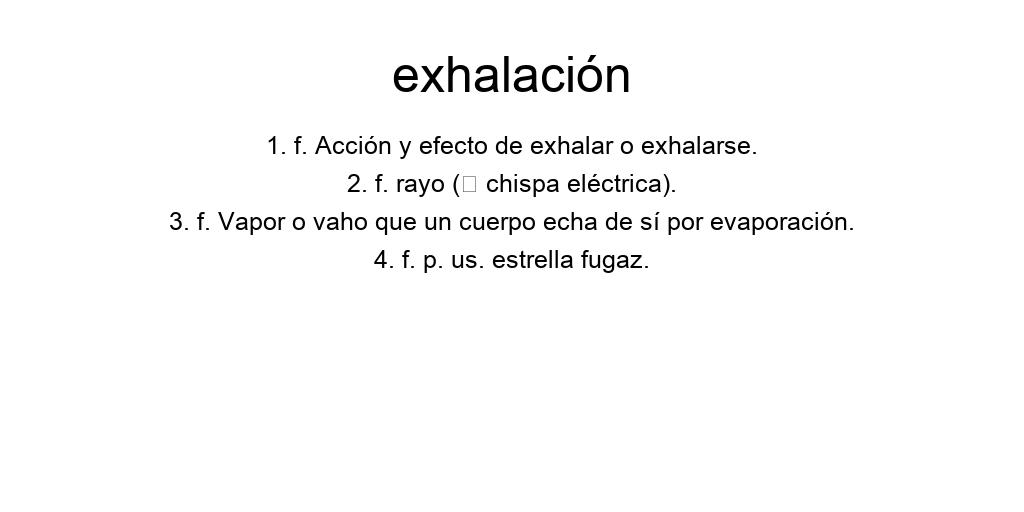 exhalación
1. f. Acción y efecto de exhalar o exhalarse.
2. f. rayo (□ chispa eléctrica).
3. f. Vapor o vaho que un cuerpo echa de sí por evaporación.
4. f. p. us. estrella fugaz.